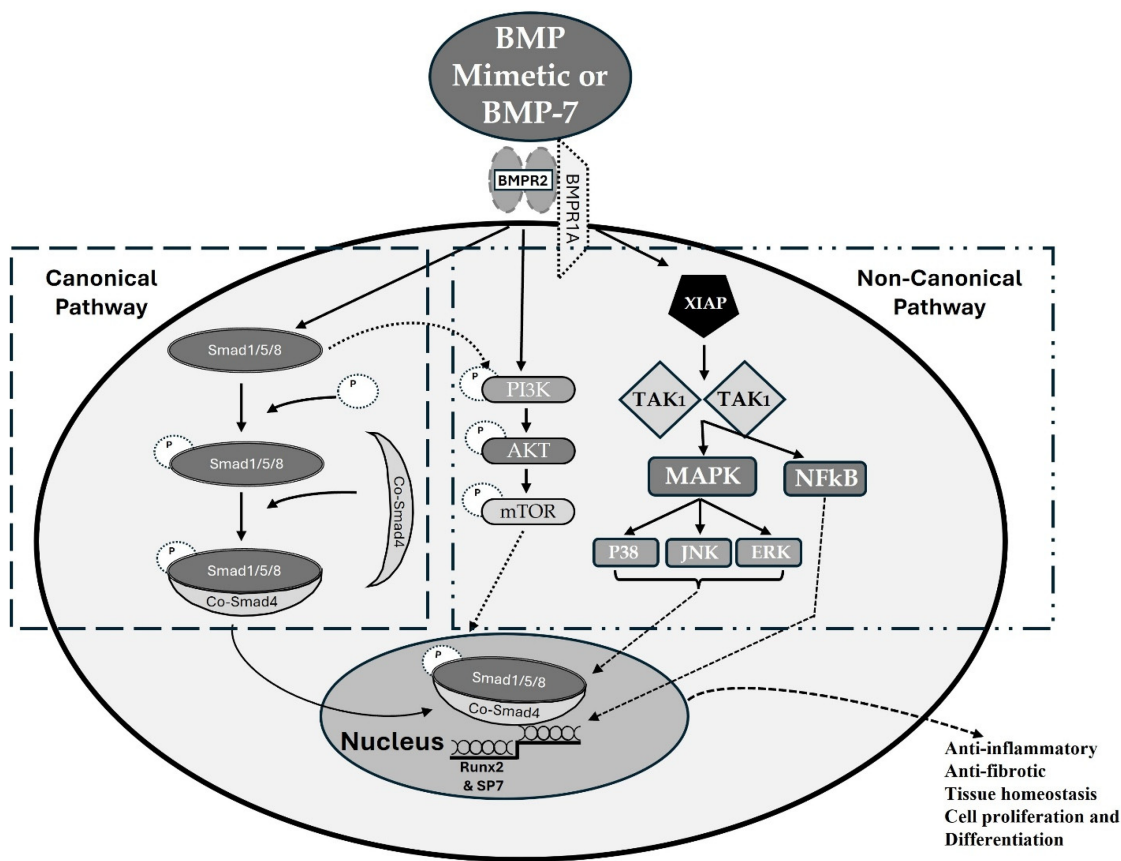 BMP
Mimetic or
BMP-7
BMPR2
BMPR1A
Canonical
Pathway
Non-Canonical
Pathway
Smad1/5/8
P
P
Smad1/5/8
Co-Smad4
P
Smad1/5/8
Co-Smad4
P
PI3K
P
AKT
P
mTOR
XIAP
TAK1
TAK1
MAPK
NFkB
P38
JNK
ERK
P
Smad1/5/8
Co-Smad4
Nucleus
Runx2
& SP7
Anti-inflammatory
Anti-fibrotic
Tissue homeostasis
Cell proliferation and
Differentiation